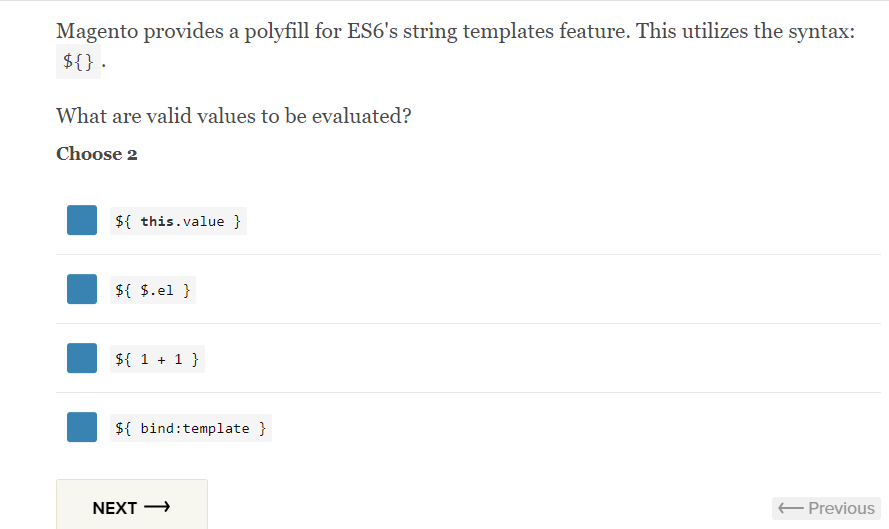 Magento provides a polyfill for ES6's string templates feature. This utilizes the syntax:
${} .
What are valid values to be evaluated?
Choose 2
${ this.value }
${ $.el }
${ 1 + 1 }
${ bind:template }
NEXT ⟶
⟵ Previous